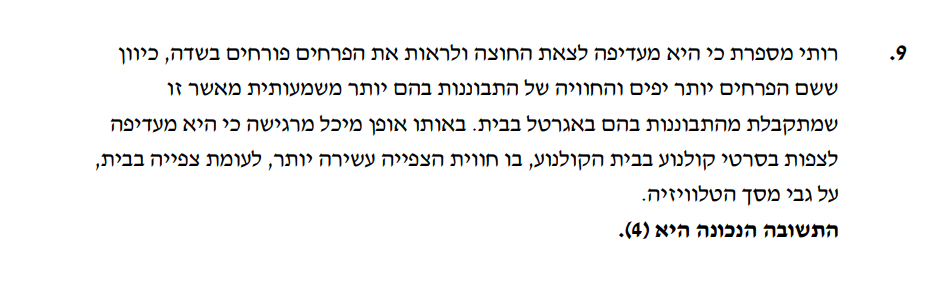 9. רותי מספרת כי היא מעדיפה לצאת החוצה ולראות את הפרחים פורחים בשדה, כיוון
ששם הפרחים יותר יפים והחוויה של התבוננות בהם יותר משמעותית מאשר זו
שמתקבלת מהתבוננות בהם באגרטל בבית. באותו אופן מיכל מרגישה כי היא מעדיפה
לצפות בסרטי קולנוע בבית הקולנוע, בו חווית הצפייה עשירה יותר, לעומת צפייה בבית,
על גבי מסך הטלוויזיה.
התשובה הנכונה היא (4).